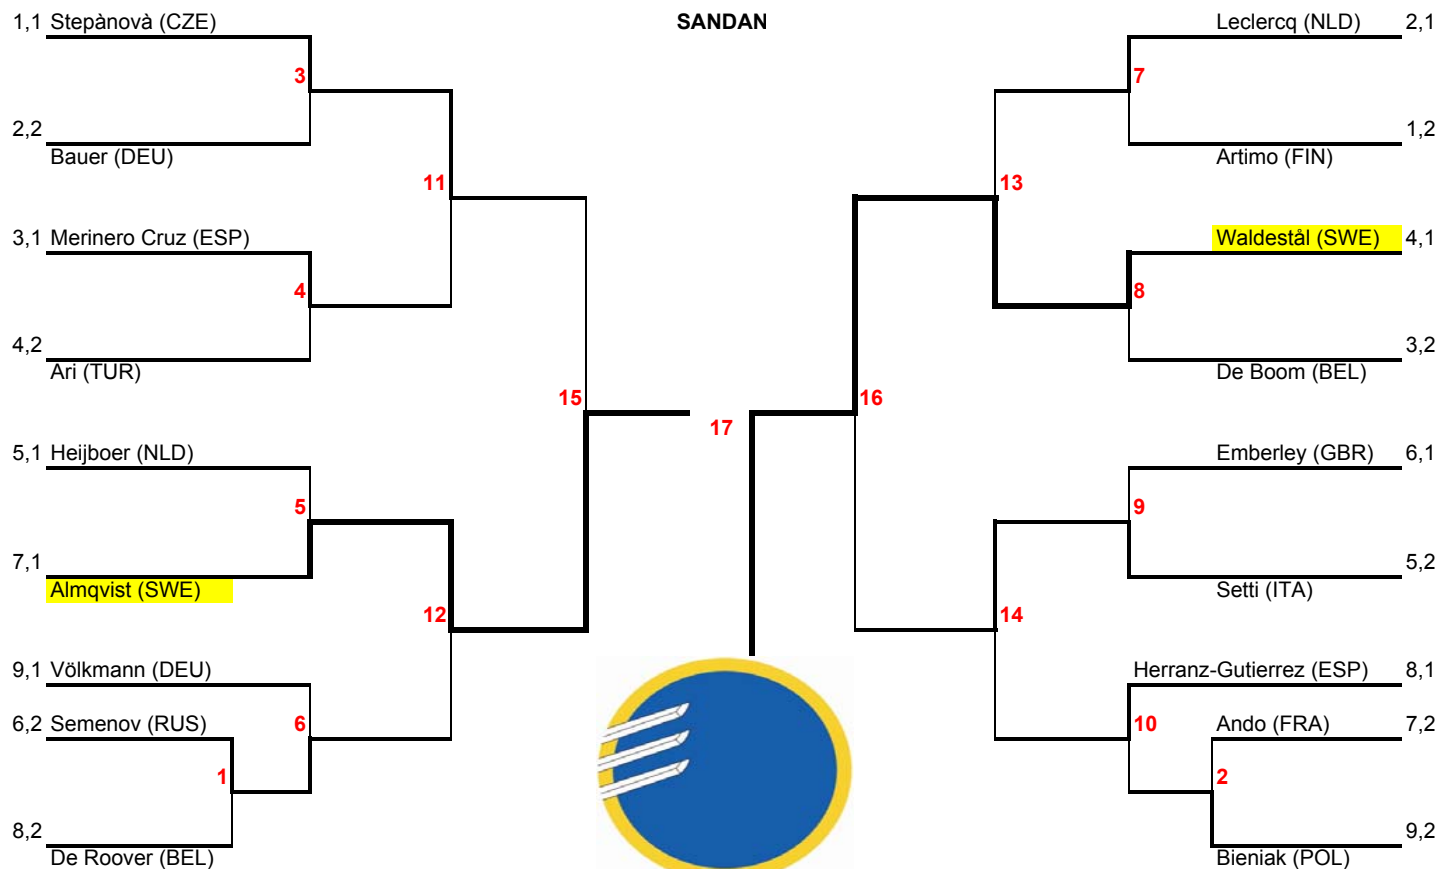 SANDAN
1,1 Stepànovà (CZE)
3
2,2
Bauer (DEU)
11
3,1 Merinero Cruz (ESP)
4
4,2
Ari (TUR)
15
5,1 Heijboer (NLD)
5
7,1
Almqvist (SWE)
12
9,1 Völkmann (DEU)
6,2 Semenov (RUS)
6
1
8,2
De Roover (BEL)
17
Leclercq (NLD) 2,1
7
1,2
Artimo (FIN)
13
Waldestål (SWE) 4,1
8
3,2
De Boom (BEL)
16
Emberley (GBR) 6,1
9
5,2
Setti (ITA)
14
Herranz-Gutierrez (ESP) 8,1
10
Ando (FRA) 7,2
2
9,2
Bieniak (POL)